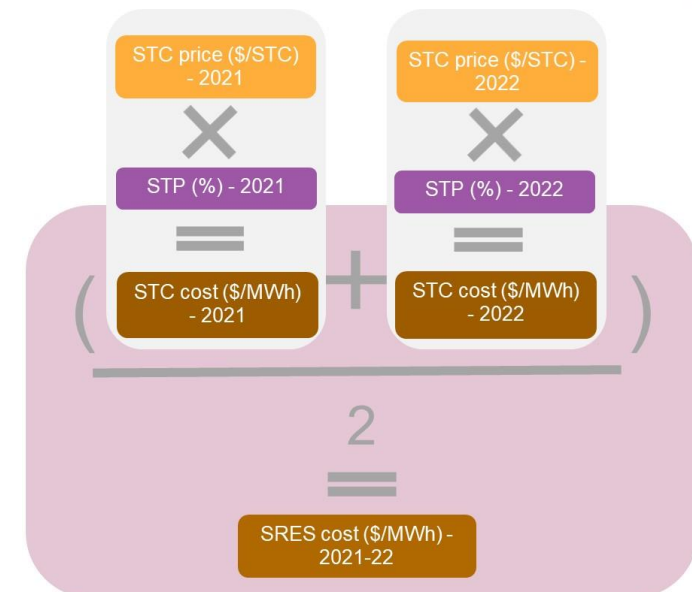 STC price ($/STC)
- 2021
STC price ($/STC) -
2022
×
×
STP (%) - 2021
STP (%) - 2022
=
=
(
STC cost ($/MWh)
- 2021
+
STC cost ($/MWh)
- 2022
)
2
=
SRES cost ($/MWh) -
2021-22